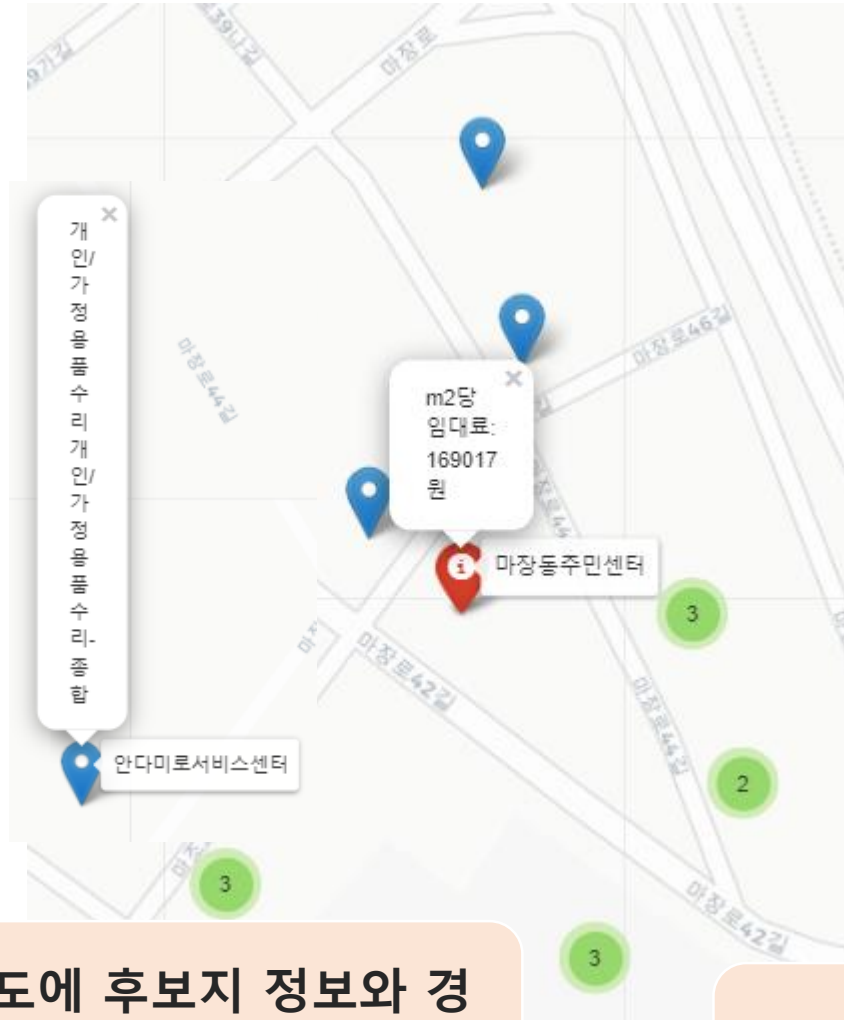 마장로
마장로46길
마장로44길
개
인/
가
정
용
품
수
리
개
인/
가
정
용
품
수
리-
종
합
m2당
임대료:
169017
원
마장동주민센터
3
마장로42길
마장로44길
2
안다미로서비스센터
3
마장로42길
3
도에 후보지 정보와 경